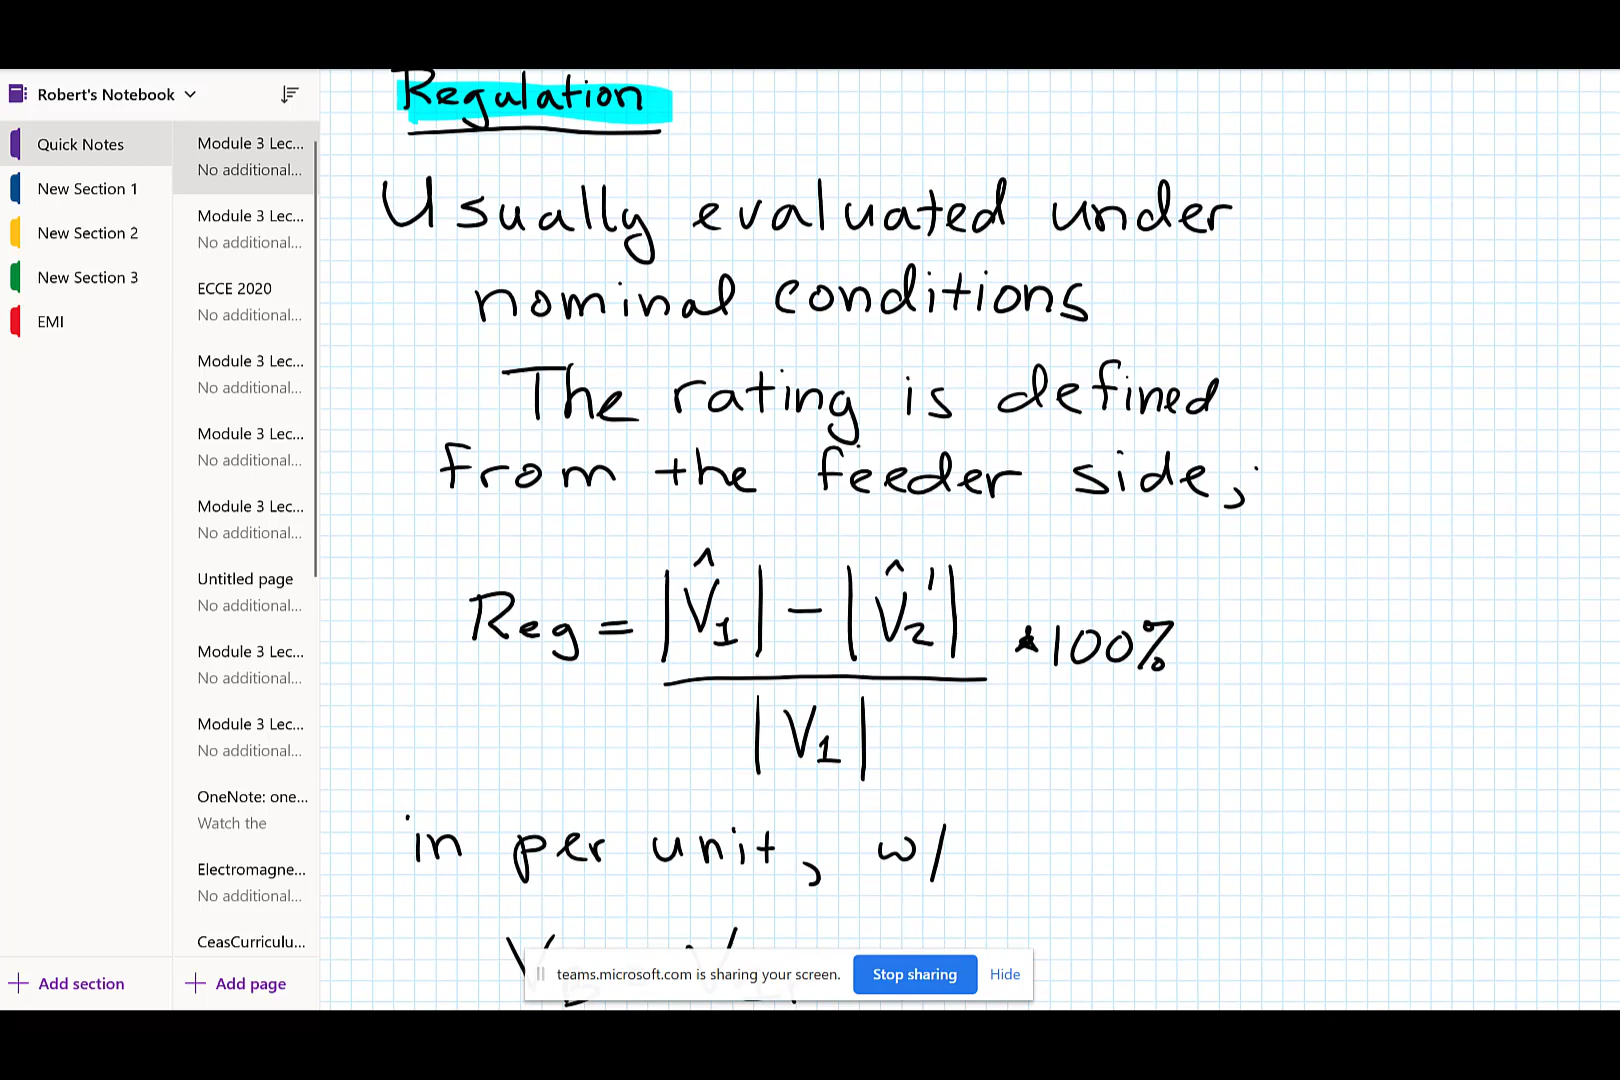 Robert's Notebook
Quick Notes
New Section 1
New Section 2
New Section 3
EMI
Add section
Module 3 Lec...
No additional...
Module 3 Lec...
No additional...
ECCE 2020
No additional...
Module 3 Lec...
No additional...
Module 3 Lec...
No additional...
Module 3 Lec...
No additional...
Untitled page
No additional...
Module 3 Lec...
No additional...
Module 3 Lec...
No additional...
OneNote: one...
Watch the
Electromagne...
No additional...
CeasCurriculu...
Add page
Regulation
Usually evaluated under
nominal conditions
The rating is defined
from the feeder side;
Reg = |V̂₁| - |V̂₂'| * 100%
|V₁|
in per unit, w/
teams.microsoft.com is sharing your screen.
Stop sharing
Hide